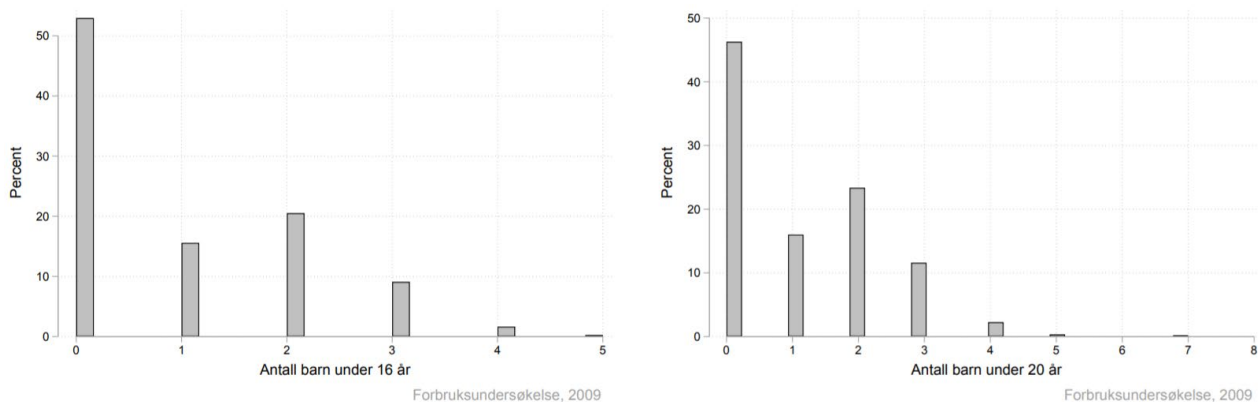 50
40
30
20
10
0
Percent
0 1 2 3 4 5
Antall barn under 16 år
Forbruksundersøkelse, 2009
50
40
30
20
10
0
Percent
0 1 2 3 4 5 6 7 8
Antall barn under 20 år
Forbruksundersøkelse, 2009